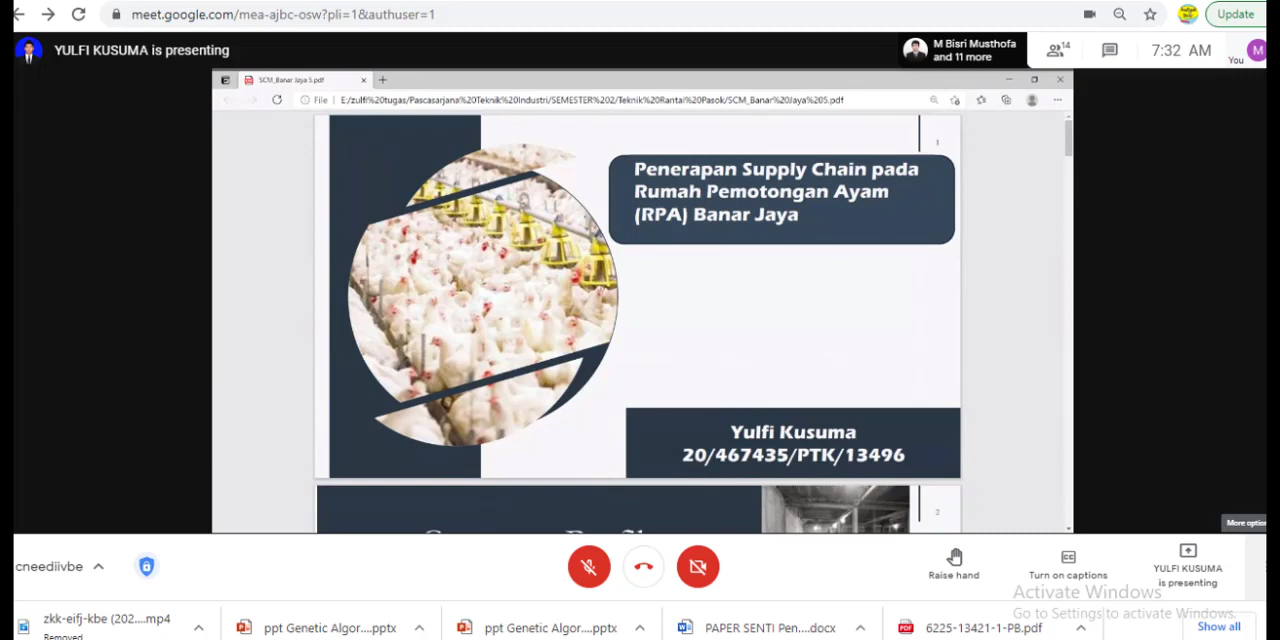 meet.google.com/mea-ajbc-osw?pli=1&authuser=1
Update
YULFI KUSUMA is presenting
M Bisri Musthofa
and 11 more
14
7:32 AM
You
M
SCM_Banar Jaya 5.pdf
File
E:/zulfi%20tugas/Pascasarjana%20Teknik%20Industri/SEMESTER%202/Teknik%20Rantai%20Pasok/SCM_Banar%20Jaya%205.pdf
1
Penerapan Supply Chain pada
Rumah Pemotongan Ayam
(RPA) Banar Jaya
Yulfi Kusuma
20/467435/PTK/13496
2
More option
cneediivbe
Raise hand
CC
Turn on captions
YULFI KUSUMA
is presenting
Activate Windows
Go to Settings to activate Windows.
zkk-eifj-kbe (202....mp4
Removed
ppt Genetic Algor....pptx
ppt Genetic Algor....pptx
PAPER SENTI Pen....docx
6225-13421-1-PB.pdf
Show all